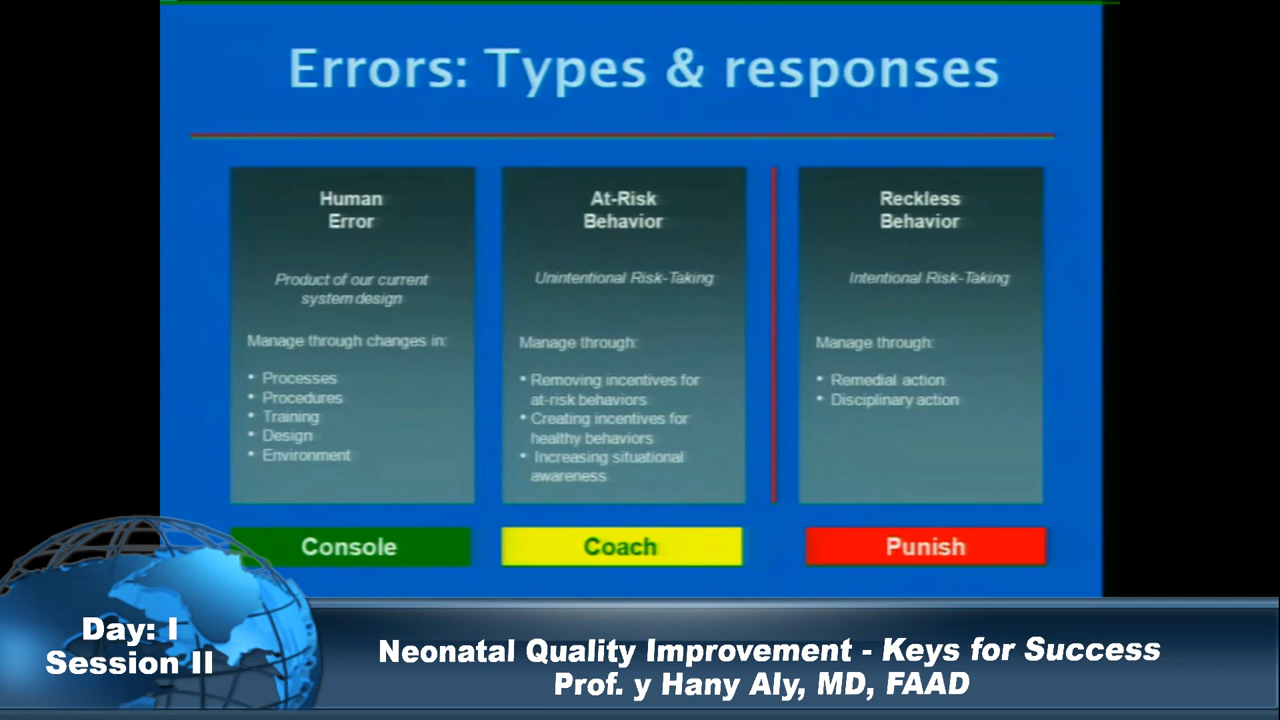 Errors: Types & responses
Human
Error
Product of our current
system design
Manage through changes in:
• Processes
• Procedures
• Training
• Design
• Environment
Console
At-Risk
Behavior
Unintentional Risk-Taking
Manage through:
• Removing incentives for
at-risk behaviors
• Creating incentives for
healthy behaviors
• Increasing situational
awareness
Coach
Reckless
Behavior
Intentional Risk-Taking
Manage through:
• Remedial action
• Disciplinary action
Punish
Day: I
Session II
Neonatal Quality Improvement - Keys for Success
Prof. y Hany Aly, MD, FAAD